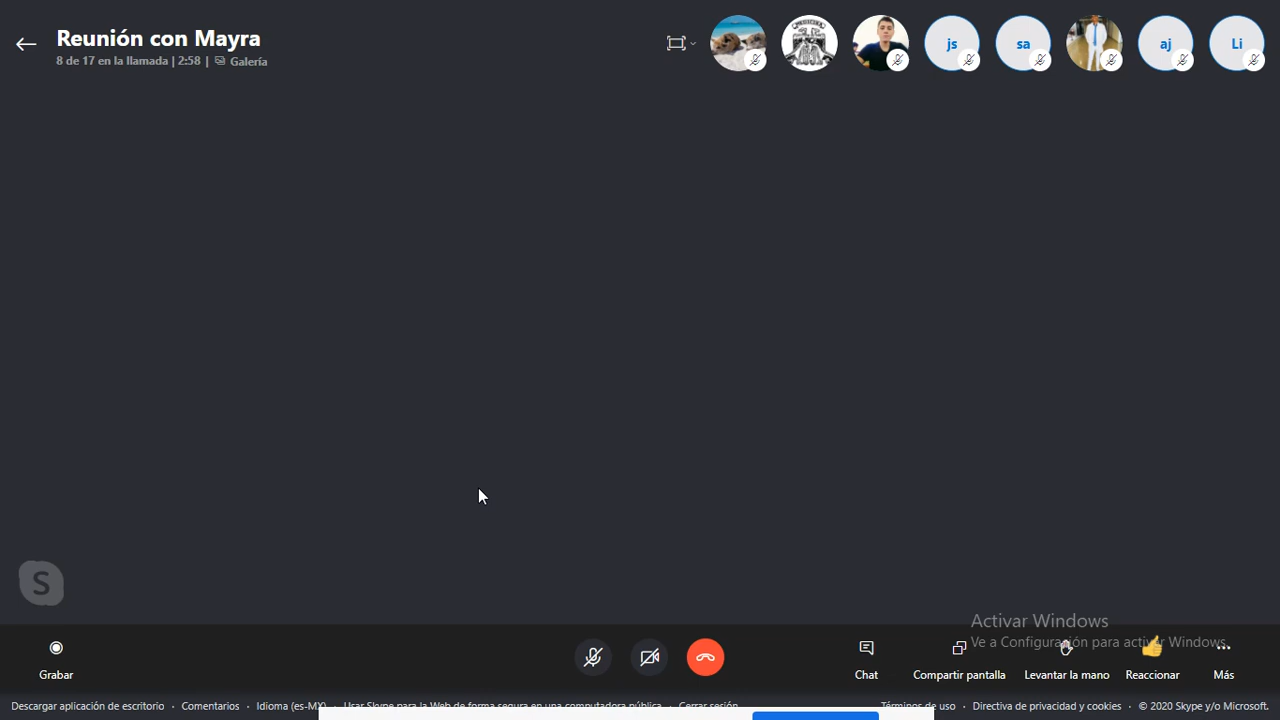 Reunión con Mayra
8 de 17 en la llamada | 2:58 | Galería
js
sa
aj
Li
S
Activar Windows
Ve a Configuración para activar Windows.
Grabar
Chat
Compartir pantalla
Levantar la mano
Reaccionar
Más
Descargar aplicación de escritorio · Comentarios · Idioma (es-MX) · Use Skype para la Web de forma segura en una computadora pública · Cerrar sesión
Términos de uso · Directiva de privacidad y cookies · © 2020 Skype y/o Microsoft.